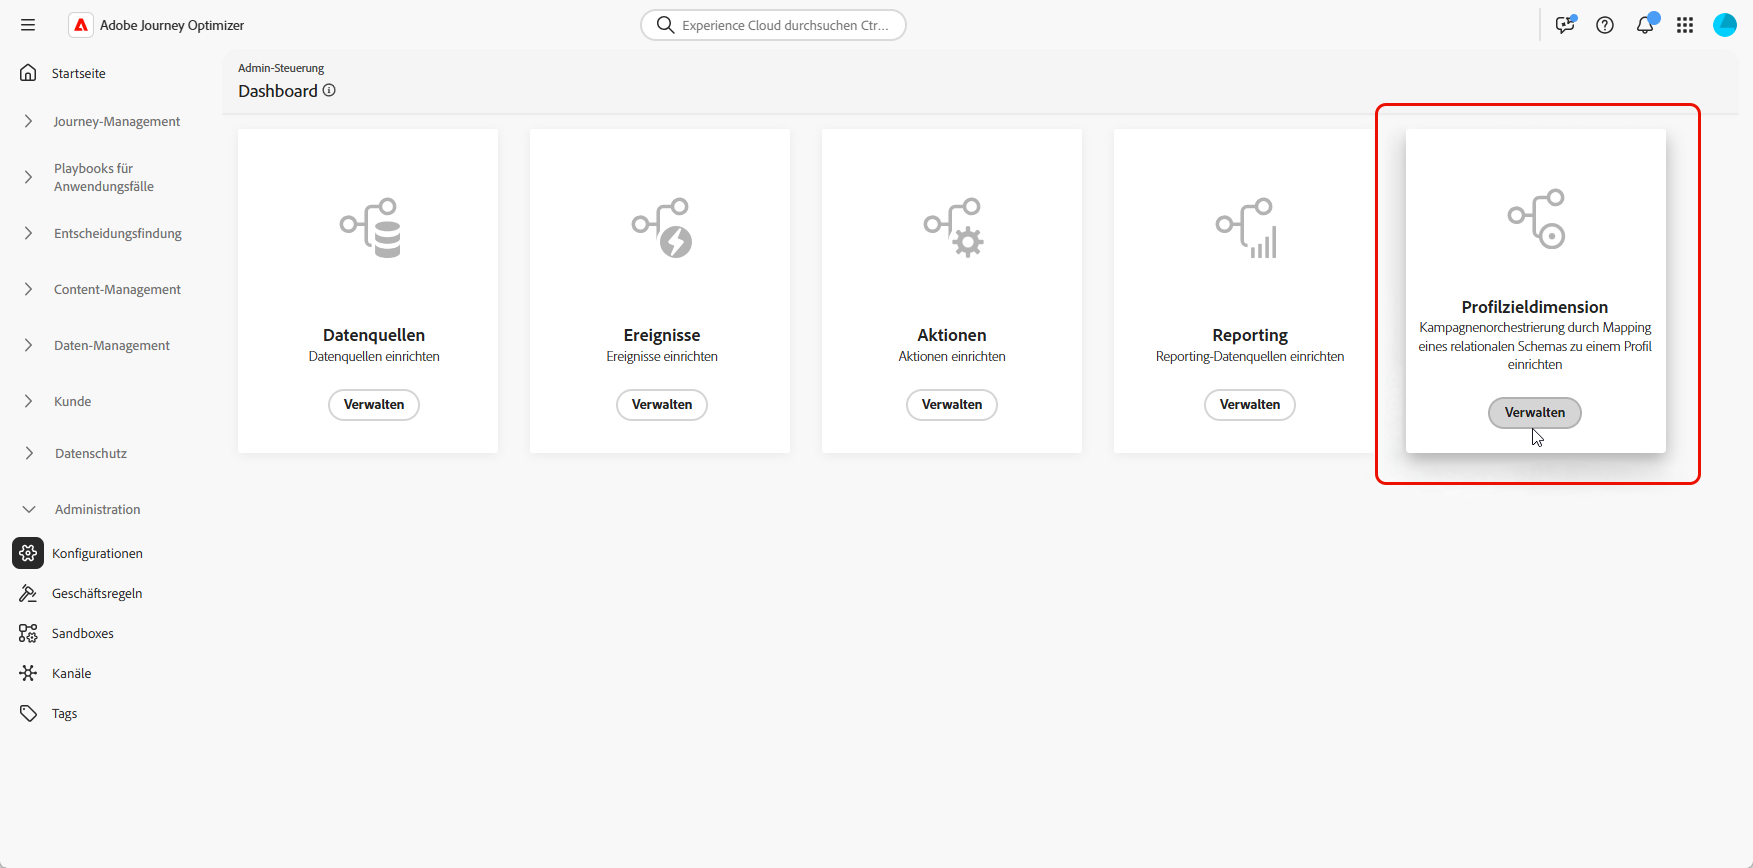 Adobe Journey Optimizer
Experience Cloud durchsuchen Ctr...
Startseite
Journey-Management
Playbooks für
Anwendungsfälle
Entscheidungsfindung
Content-Management
Daten-Management
Kunde
Datenschutz
Administration
Konfigurationen
Geschäftsregeln
Sandboxes
Kanäle
Tags
Admin-Steuerung
Dashboard
Datenquellen
Datenquellen einrichten
Verwalten
Ereignisse
Ereignisse einrichten
Verwalten
Aktionen
Aktionen einrichten
Verwalten
Reporting
Reporting-Datenquellen einrichten
Verwalten
Profilzieldimension
Kampagnenorchestrierung durch Mapping
eines relationalen Schemas zu einem Profil
einrichten
Verwalten